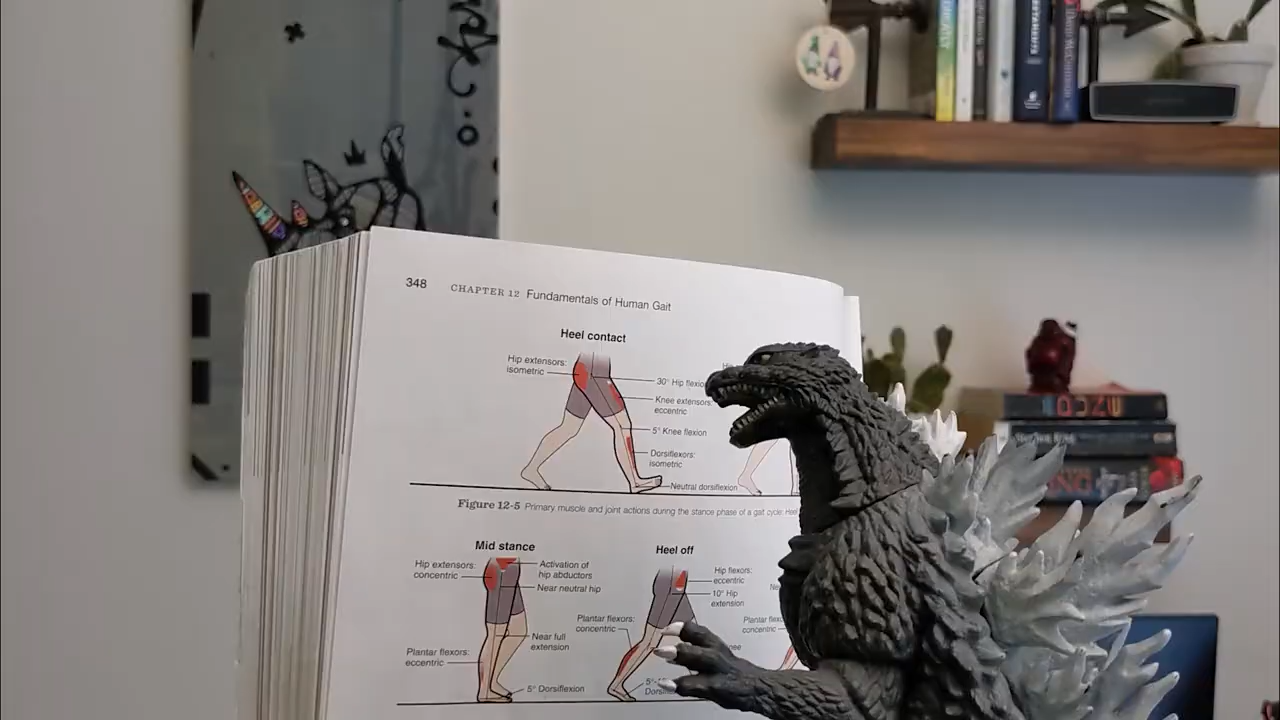 348
CHAPTER 12 Fundamentals of Human Gait
Heel contact
Hip extensors:
isometric
30° Hip flexio
Knee extensors:
eccentric
5° Knee flexion
Dorsiflexors:
isometric
Neutral dorsiflexion
Figure 12-5 Primary muscle and joint actions during the stance phase of a gait cycle: Heel
Mid stance
Hip extensors:
concentric
Activation of
hip abductors
Near neutral hip
Near full
extension
Plantar flexors:
eccentric
5° Dorsiflexion
Heel off
Hip flexors:
eccentric
10° Hip
extension
Plantar flexors:
concentric
5°
Plantar
concentric